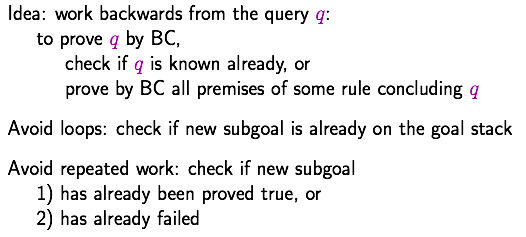 Idea: work backwards from the query q:
to prove q by BC,
check if q is known already, or
prove by BC all premises of some rule concluding q
Avoid loops: check if new subgoal is already on the goal stack
Avoid repeated work: check if new subgoal
1) has already been proved true, or
2) has already failed